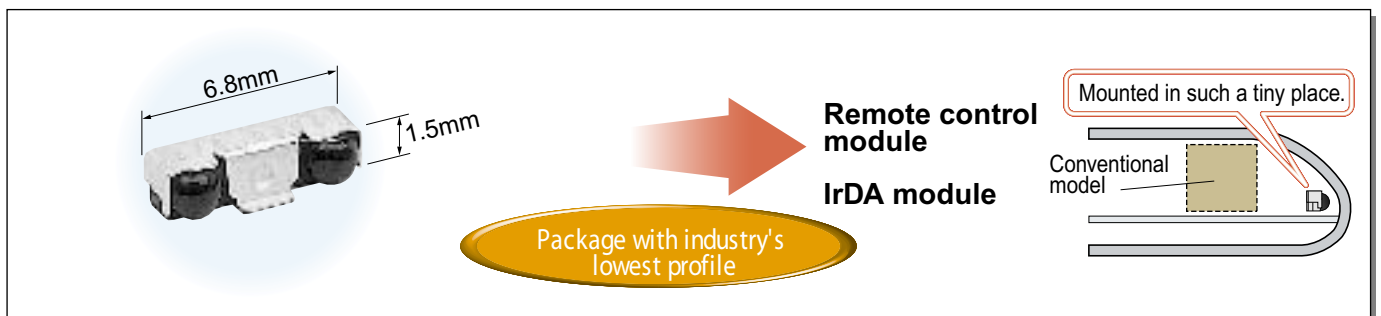 6.8mm
1.5mm
Package with industry's
lowest profile
Remote control
module
IrDA module
Mounted in such a tiny place.
Conventional
model